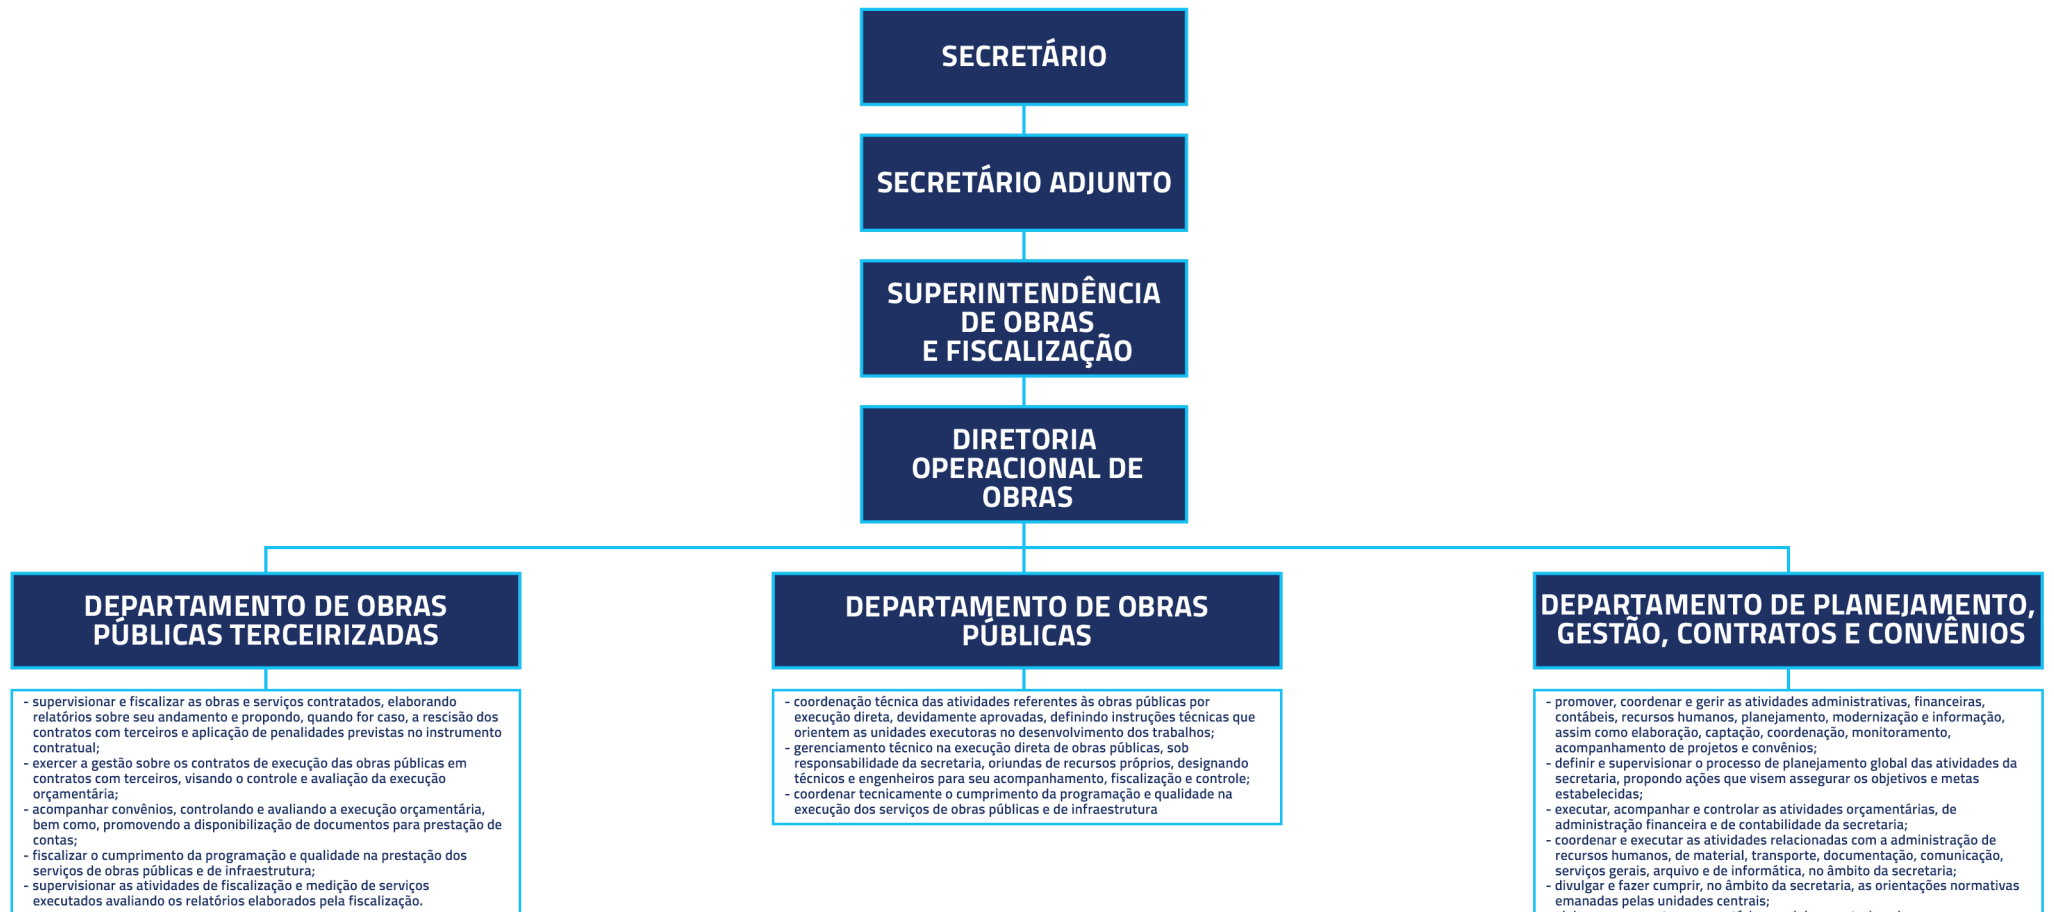 SECRETÁRIO
SECRETÁRIO ADJUNTO
SUPERINTENDÊNCIA
DE OBRAS
E FISCALIZAÇÃO
DIRETORIA
OPERACIONAL DE
OBRAS
DEPARTAMENTO DE OBRAS
PÚBLICAS TERCEIRIZADAS
- supervisionar e fiscalizar as obras e serviços contratados, elaborando
relatórios sobre seu andamento e propondo, quando for caso, a rescisão dos
contratos com terceiros e aplicação de penalidades previstas no instrumento
contratual;
- exercer a gestão sobre os contratos de execução das obras públicas em
contratos com terceiros, visando o controle e avaliação da execução
orçamentária;
- acompanhar convênios, controlando e avaliando a execução orçamentária,
bem como, promovendo a disponibilização de documentos para prestação de
contas;
- fiscalizar o cumprimento da programação e qualidade na prestação dos
serviços de obras públicas e de infraestrutura;
- supervisionar as atividades de fiscalização e medição de serviços
executados avaliando os relatórios elaborados pela fiscalização.
DEPARTAMENTO DE OBRAS
PÚBLICAS
- coordenação técnica das atividades referentes às obras públicas por
execução direta, devidamente aprovadas, definindo instruções técnicas que
orientem as unidades executoras no desenvolvimento dos trabalhos;
- gerenciamento técnico na execução direta de obras públicas, sob
responsabilidade da secretaria, oriundas de recursos próprios, designando
técnicos e engenheiros para seu acompanhamento, fiscalização e controle;
- coordenar tecnicamente o cumprimento da programação e qualidade na
execução dos serviços de obras públicas e de infraestrutura
DEPARTAMENTO DE PLANEJAMENTO,
GESTÃO, CONTRATOS E CONVÊNIOS
- promover, coordenar e gerir as atividades administrativas, financeiras,
contábeis, recursos humanos, planejamento, modernização e informação,
assim como elaboração, captação, coordenação, monitoramento,
acompanhamento de projetos e convênios;
- definir e supervisionar o processo de planejamento global das atividades da
secretaria, propondo ações que visem assegurar os objetivos e metas
estabelecidas;
- executar, acompanhar e controlar as atividades orçamentárias, de
administração financeira e de contabilidade da secretaria;
- coordenar e executar as atividades relacionadas com a administração de
recursos humanos, de material, transporte, documentação, comunicação,
serviços gerais, arquivo e de informática, no âmbito da secretaria;
- divulgar e fazer cumprir, no âmbito da secretaria, as orientações normativas
emanadas pelas unidades centrais;